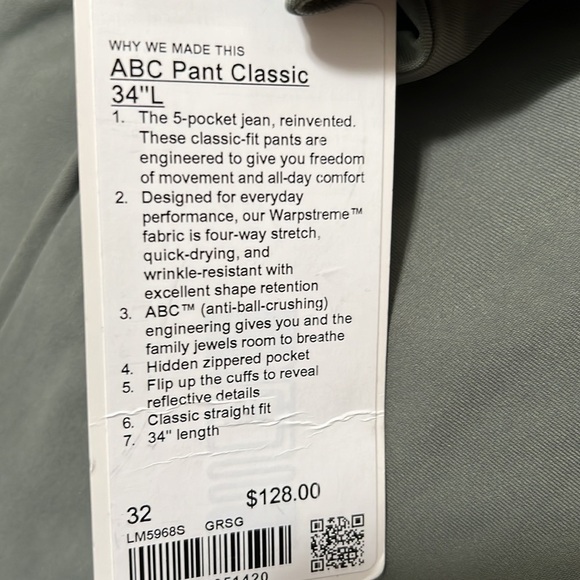 WHY WE MADE THIS
ABC Pant Classic
34"L
1. The 5-pocket jean, reinvented.
These classic-fit pants are
engineered to give you freedom
of movement and all-day comfort
2. Designed for everyday
performance, our Warpstreme™
fabric is four-way stretch,
quick-drying, and
wrinkle-resistant with
excellent shape retention
3. ABC™ (anti-ball-crushing)
engineering gives you and the
family jewels room to breathe
4. Hidden zippered pocket
5. Flip up the cuffs to reveal
reflective details
6. Classic straight fit
7. 34" length
32
$128.00
LM5968S GRSG